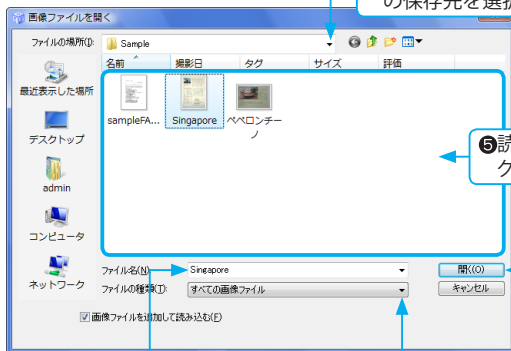 画像ファイルを開く
の保存先を選択
ファイルの場所(I):
Sample
名前
撮影日
タグ
サイズ
評価
最近表示した場所
デスクトップ
admin
コンピュータ
ネットワーク
sampleFA...
Singapore
ペペロンチー
ノ
❺読
ク
ファイル名(N):
Singapore
開く(O)
ファイルの種類(T):
すべての画像ファイル
キャンセル
画像ファイルを追加して読み込む(F)